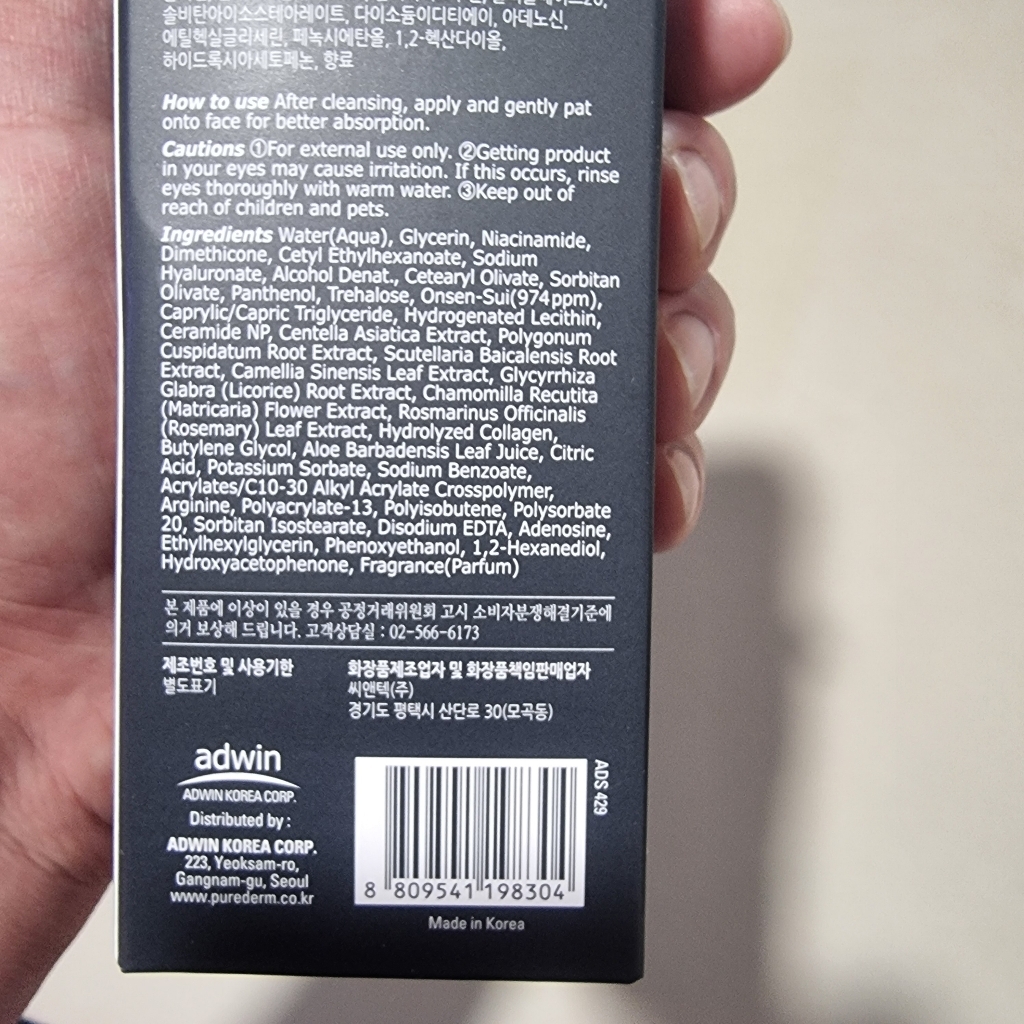 솔비탄아이소스테아레이트, 다이소듐이디티에이, 아데노신,
에틸헥실글리세린, 페녹시에탄올, 1,2-헥산다이올,
하이드록시아세토페논, 향료
How to use After cleansing, apply and gently pat
onto face for better absorption.
Cautions ①For external use only. ②Getting product
in your eyes may cause irritation. If this occurs, rinse
eyes thoroughly with warm water. ③Keep out of
reach of children and pets.
Ingredients Water(Aqua), Glycerin, Niacinamide,
Dimethicone, Cetyl Ethylhexanoate, Sodium
Hyaluronate, Alcohol Denat., Cetearyl Olivate, Sorbitan
Olivate, Panthenol, Trehalose, Onsen-Sui(974ppm),
Caprylic/Capric Triglyceride, Hydrogenated Lecithin,
Ceramide NP, Centella Asiatica Extract, Polygonum
Cuspidatum Root Extract, Scutellaria Baicalensis Root
Extract, Camellia Sinensis Leaf Extract, Glycyrrhiza
Glabra (Licorice) Root Extract, Chamomilla Recutita
(Matricaria) Flower Extract, Rosmarinus Officinalis
(Rosemary) Leaf Extract, Hydrolyzed Collagen,
Butylene Glycol, Aloe Barbadensis Leaf Juice, Citric
Acid, Potassium Sorbate, Sodium Benzoate,
Acrylates/C10-30 Alkyl Acrylate Crosspolymer,
Arginine, Polyacrylate-13, Polyisobutene, Polysorbate
20, Sorbitan Isostearate, Disodium EDTA, Adenosine,
Ethylhexylglycerin, Phenoxyethanol, 1,2-Hexanediol,
Hydroxyacetophenone, Fragrance(Parfum)
본 제품에 이상이 있을 경우 공정거래위원회 고시 소비자분쟁해결기준에
의거 보상해 드립니다. 고객상담실 : 02-566-6173
제조번호 및 사용기한
별도표기
화장품제조업자 및 화장품책임판매업자
씨앤텍(주)
경기도 평택시 산단로 30(모곡동)
adwin
ADWIN KOREA CORP.
Distributed by :
ADWIN KOREA CORP.
223, Yeoksam-ro,
Gangnam-gu, Seoul
www.purederm.co.kr
ADS 429
8 809541 198304
Made in Korea